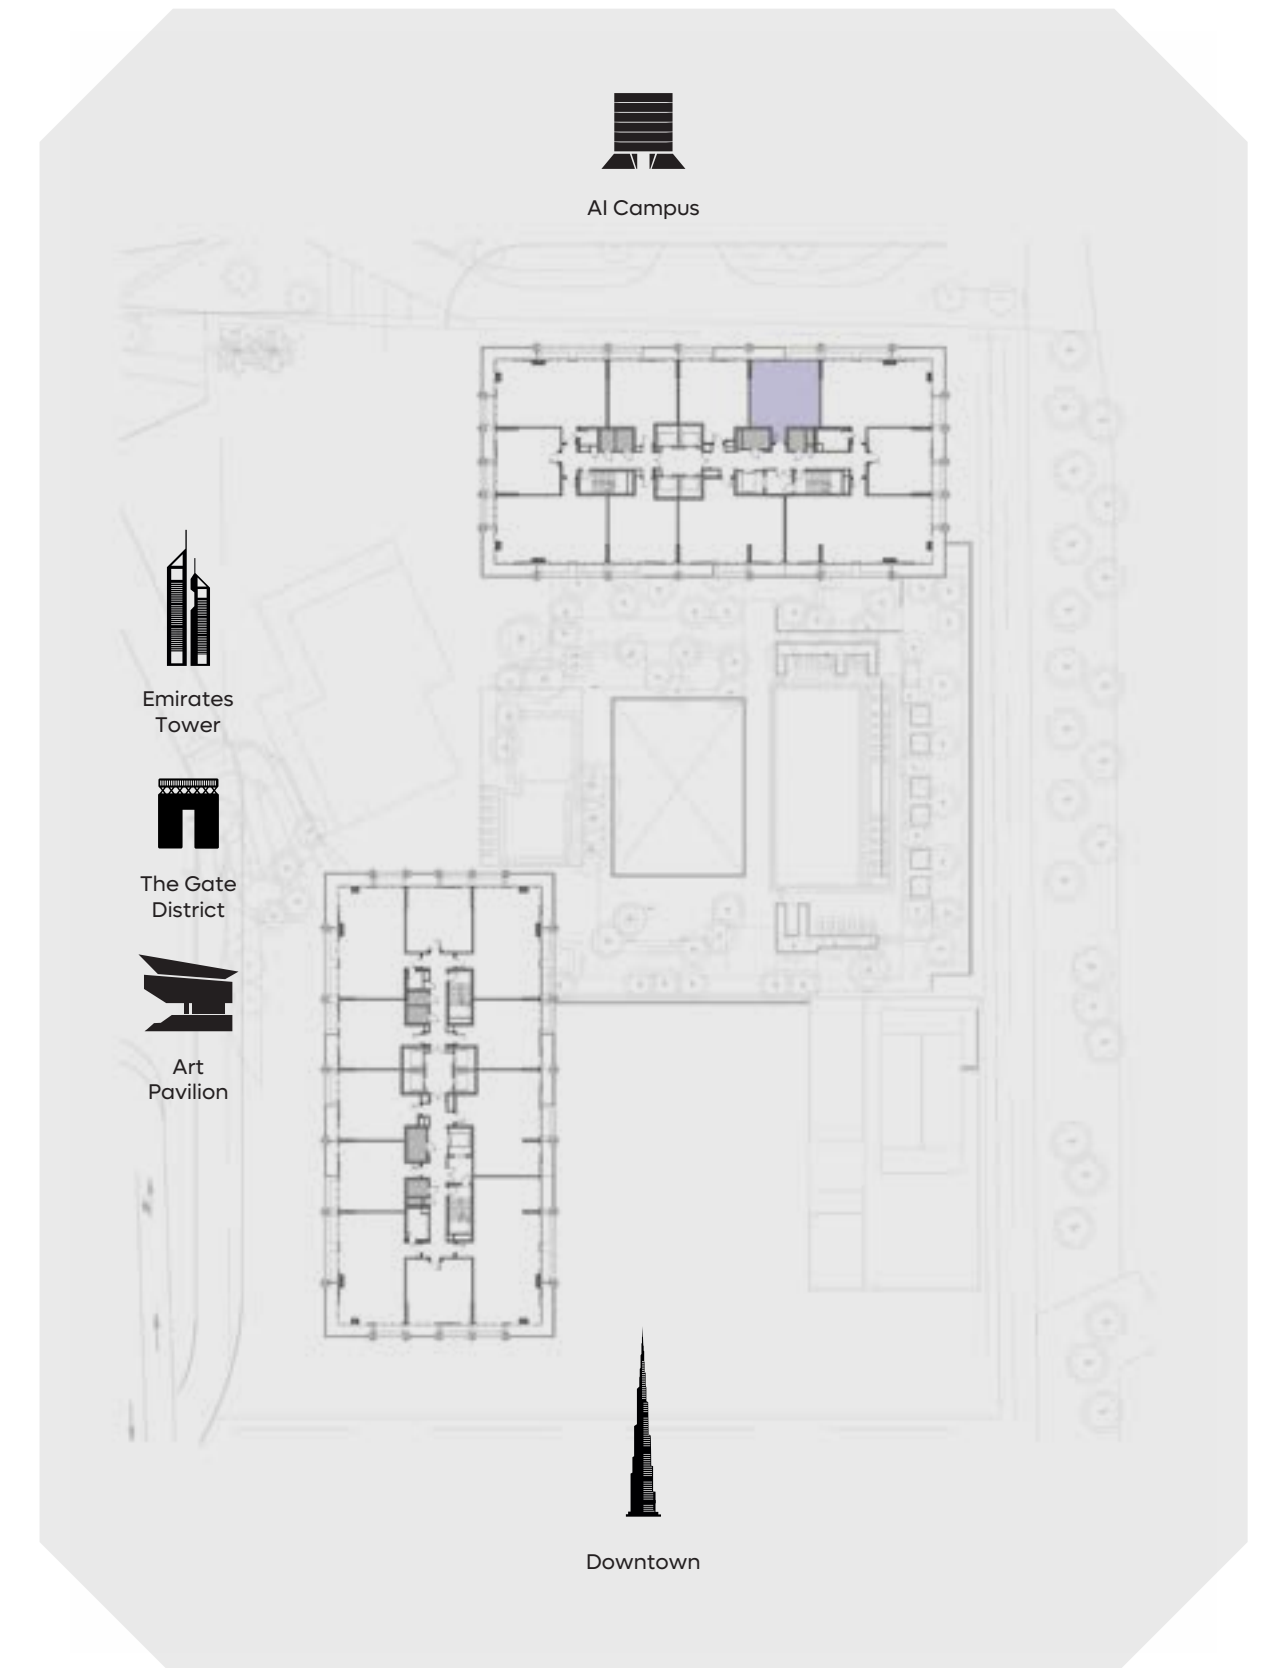 AI Campus
Emirates
Tower
The Gate
District
Art
Pavilion
Downtown